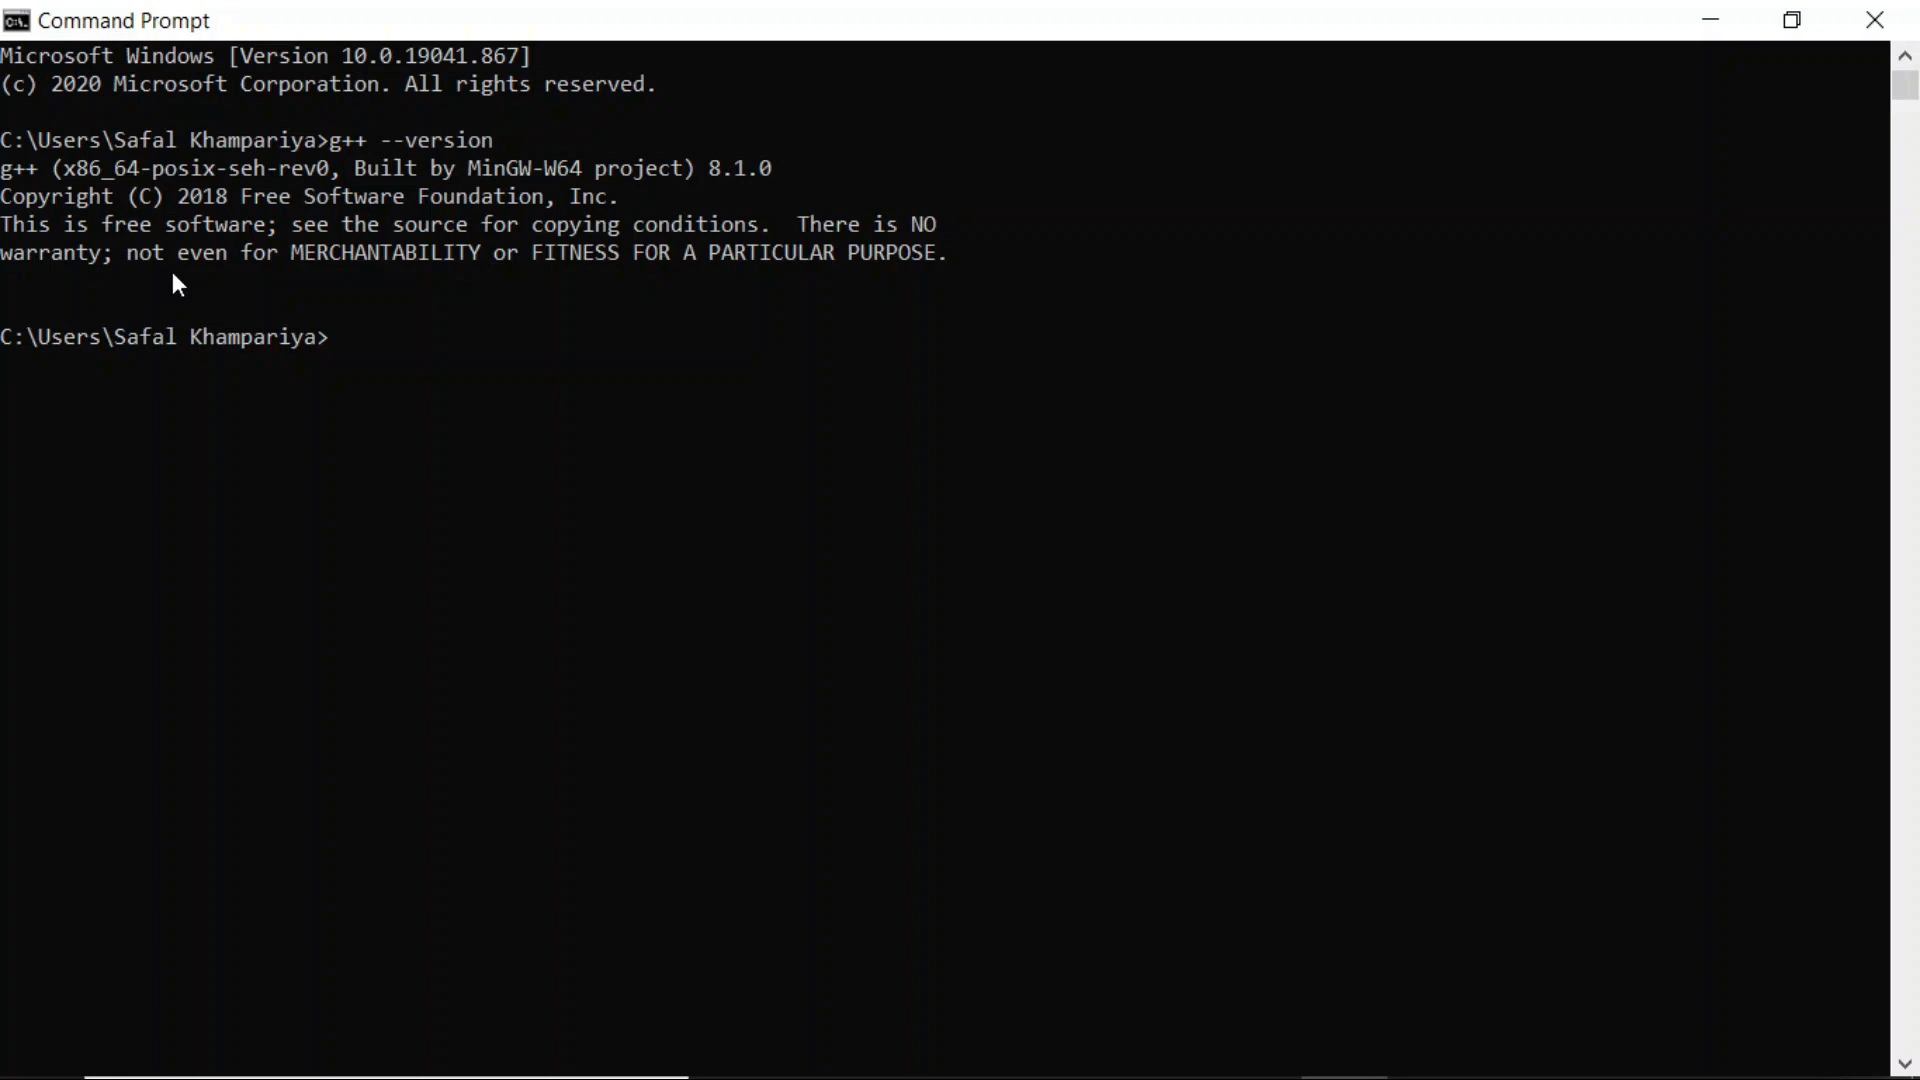 Command Prompt
Microsoft Windows [Version 10.0.19041.867]
(c) 2020 Microsoft Corporation. All rights reserved.
C:\Users\Safal Khampariya>g++ --version
g++ (x86_64-posix-seh-rev0, Built by MinGW-W64 project) 8.1.0
Copyright (C) 2018 Free Software Foundation, Inc.
This is free software; see the source for copying conditions.  There is NO
warranty; not even for MERCHANTABILITY or FITNESS FOR A PARTICULAR PURPOSE.
C:\Users\Safal Khampariya>